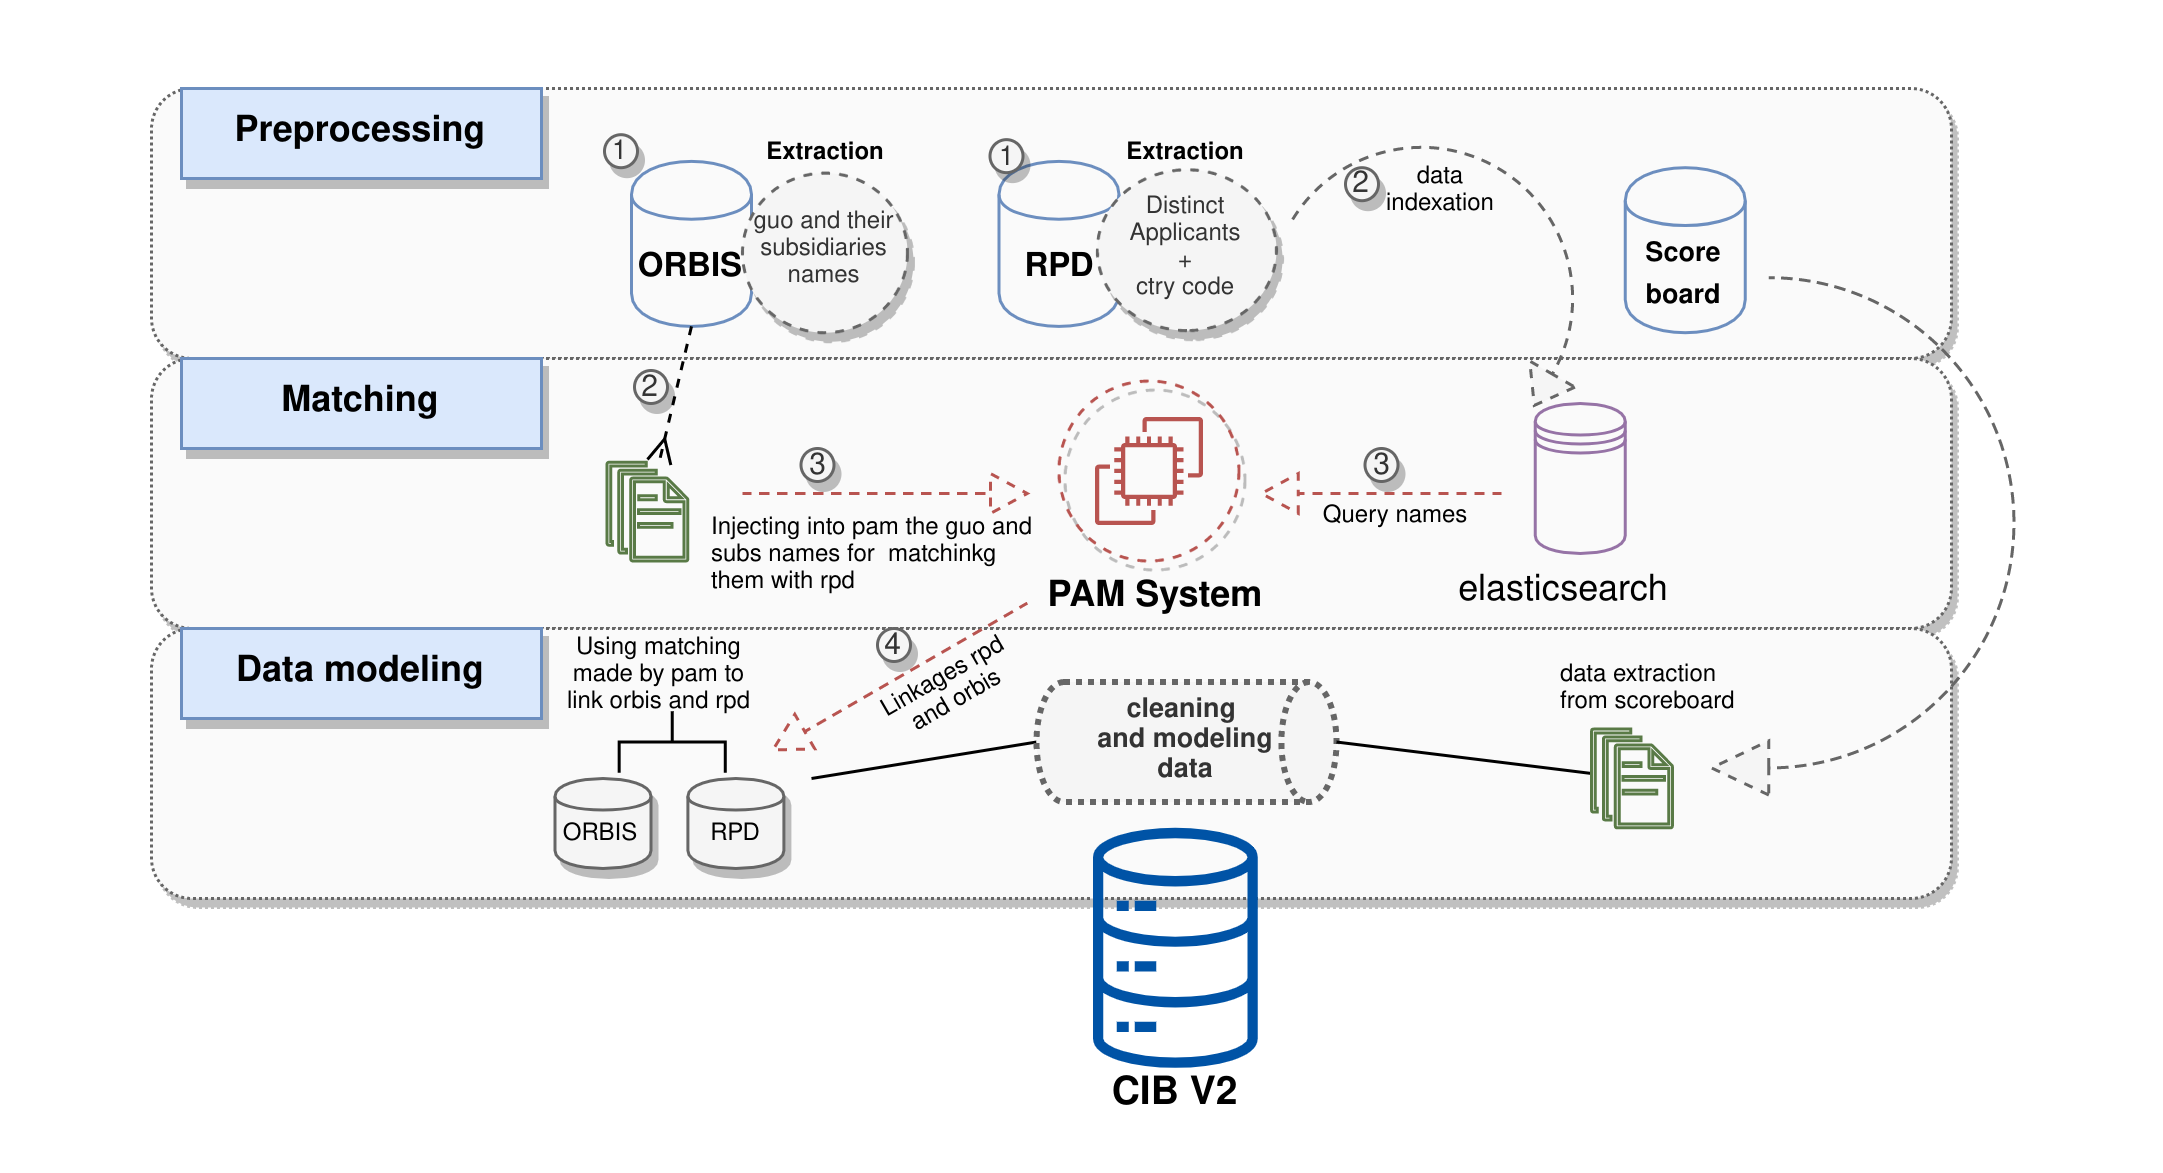 Preprocessing
1
Extraction
ORBIS
guo and their
subsidiaries
names
1
Extraction
RPD
Distinct
Applicants
+
ctry code
2
data
indexation
Score
board
Matching
2
3
Injecting into pam the guo and
subs names for  matchinkg
them with rpd
PAM System
3
Query names
elasticsearch
Data modeling
Using matching
made by pam to
link orbis and rpd
4
Linkages rpd
and orbis
ORBIS
RPD
cleaning
and modeling
data
data extraction
from scoreboard
CIB V2